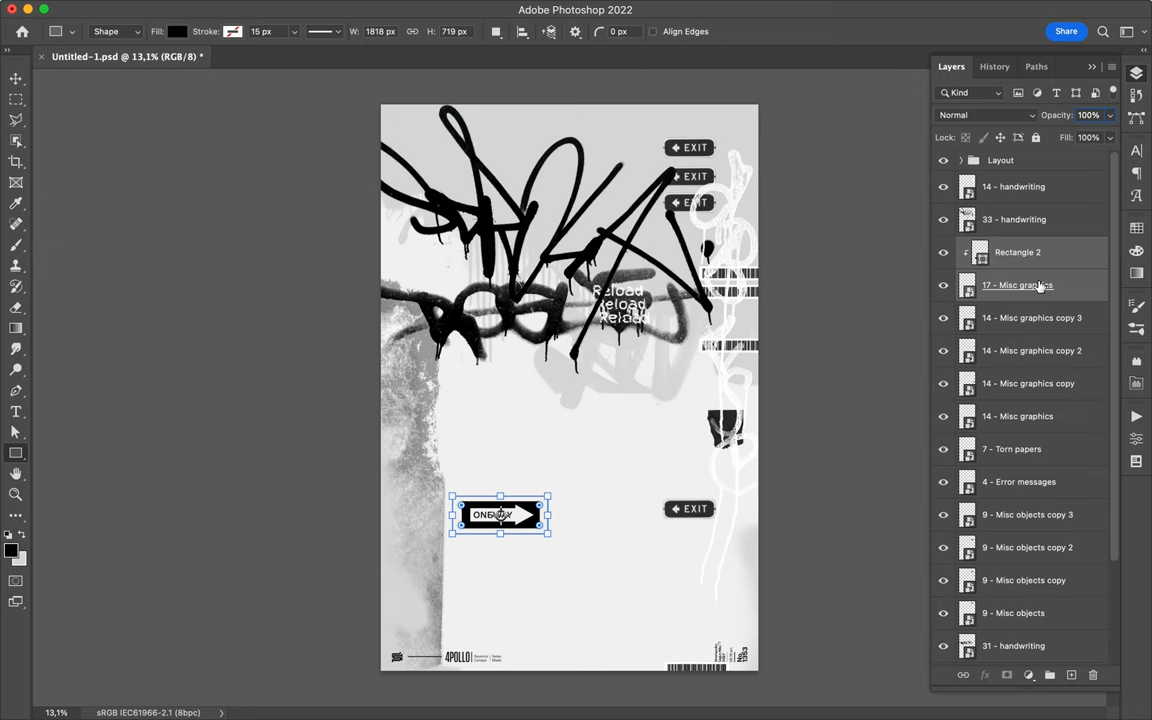 Adobe Photoshop 2022
Shape
Fill:
Stroke:
15 px
W:
1818 px
H:
719 px
0 px
Align Edges
Share
Untitled-1.psd @ 13,1% (RGB/8) *
Layers
History
Paths
Kind
Normal
Opacity:
100%
Lock:
Fill:
100%
Layout
14 - handwriting
33 - handwriting
Rectangle 2
17 - Misc graphics
14 - Misc graphics copy 3
14 - Misc graphics copy 2
14 - Misc graphics copy
14 - Misc graphics
7 - Torn papers
4 - Error messages
9 - Misc objects copy 3
9 - Misc objects copy 2
9 - Misc objects copy
9 - Misc objects
31 - handwriting
EXIT
EXIT
EXIT
Reload
Reload
Reload
ONE WAY
EXIT
4POLLO
No. 1353
13,1%
sRGB IEC61966-2.1 (8bpc)